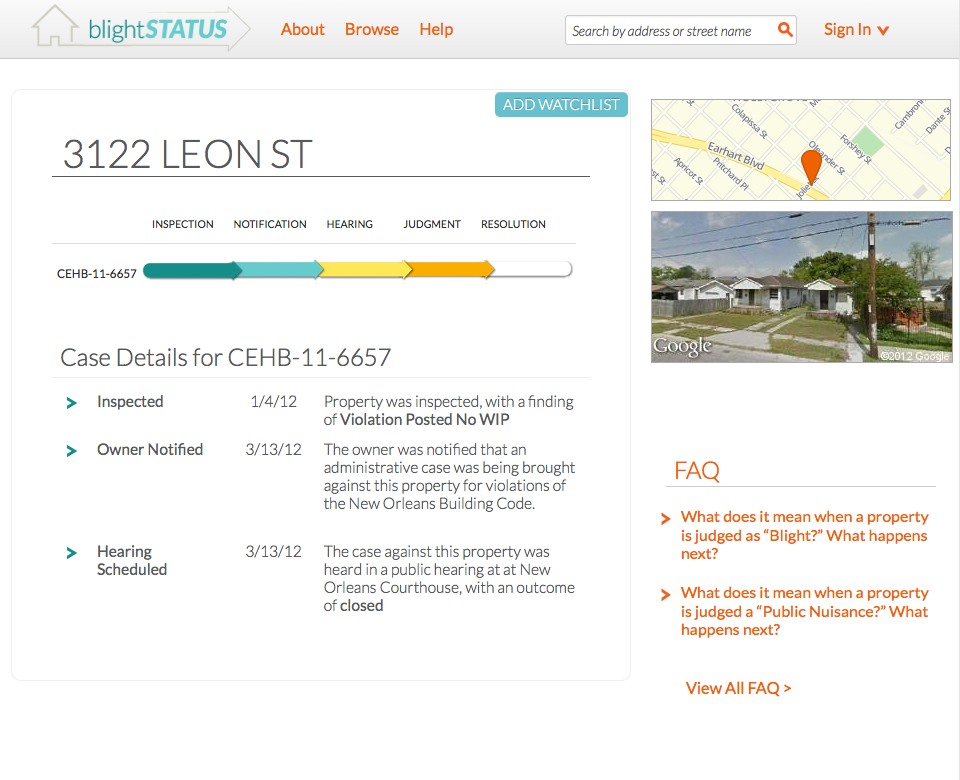 blightSTATUS
About Browse Help
Search by address or street name
Sign In
ADD WATCHLIST
3122 LEON ST
INSPECTION NOTIFICATION HEARING JUDGMENT RESOLUTION
CEHB-11-6657
Case Details for CEHB-11-6657
Inspected 1/4/12 Property was inspected, with a finding
of Violation Posted No WIP
Owner Notified 3/13/12 The owner was notified that an
administrative case was being brought
against this property for violations of
the New Orleans Building Code.
Hearing 3/13/12 The case against this property was
Scheduled heard in a public hearing at at New
Orleans Courthouse, with an outcome
of closed
Colapissa St
Cambronne
Dante St
Forshey St
Oleander St
Earhart Blvd
Apricot St
Pritchard Pl
Joliet
Google
©2012 Google
FAQ
What does it mean when a property
is judged as “Blight?” What happens
next?
What does it mean when a property
is judged a “Public Nuisance?” What
happens next?
View All FAQ >